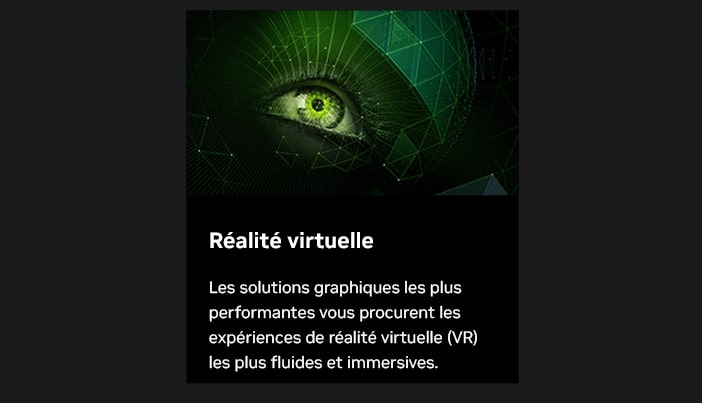 Réalité virtuelle
Les solutions graphiques les plus
performantes vous procurent les
expériences de réalité virtuelle (VR)
les plus fluides et immersives.